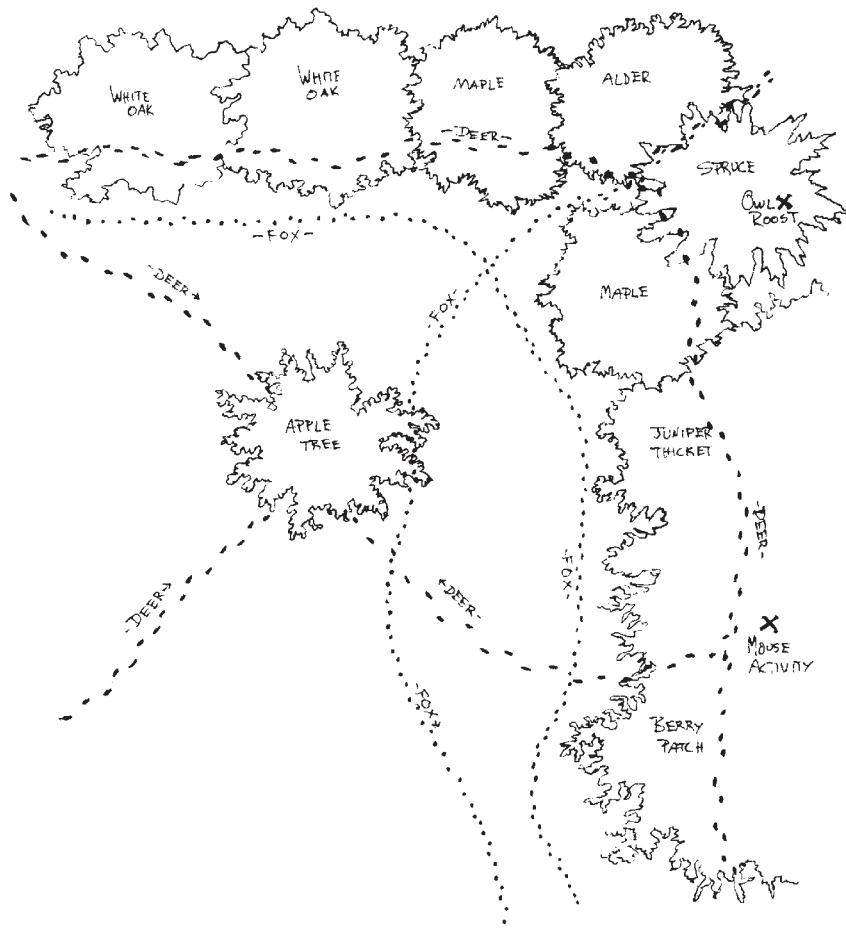 WHITE
OAK
WHITE
OAK
MAPLE
ALDER
-DEER-
SPRUCE
OWL
ROOST
-FOX-
-DEER→
-FOX-
MAPLE
APPLE
TREE
JUNIPER
THICKET
-DEER-
-FOX-
-DEER→
←DEER-
MOUSE
ACTIVITY
-FOX→
BERRY
PATCH